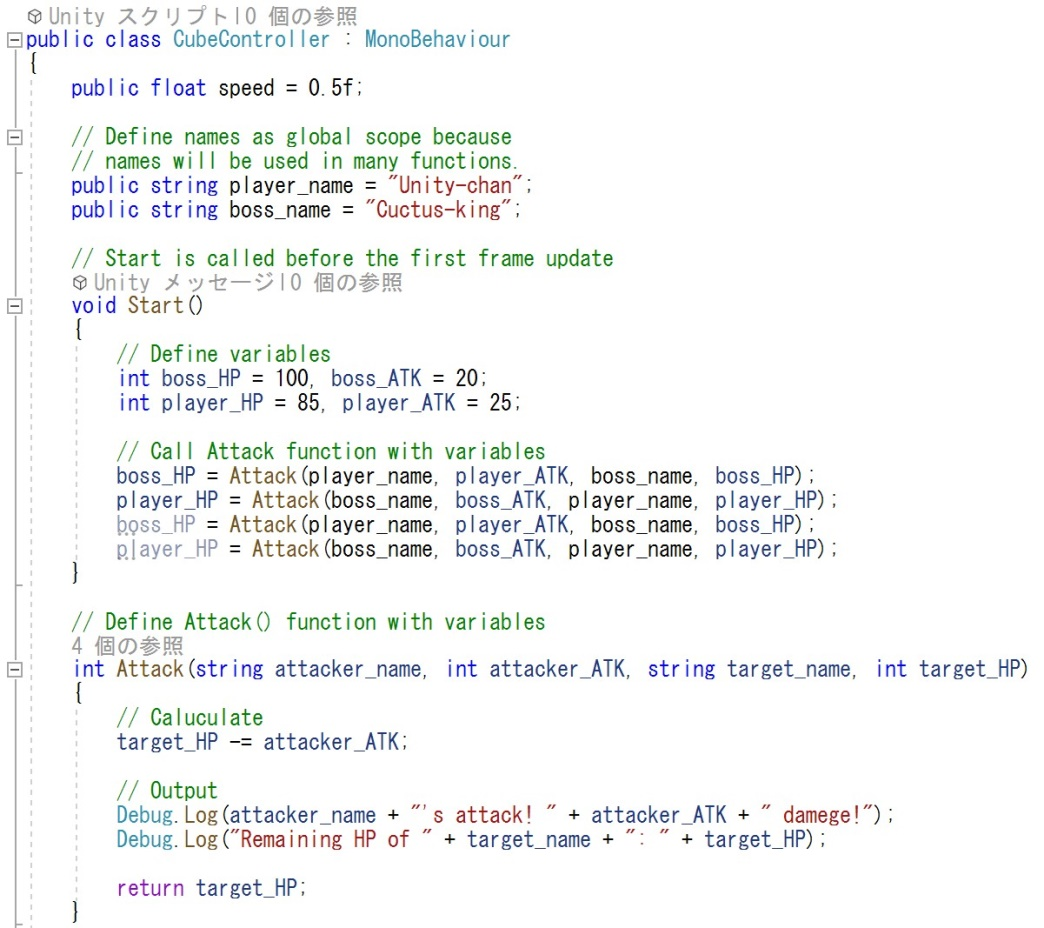 Unity スクリプト|0 個の参照
public class CubeController : MonoBehaviour
{
public float speed = 0.5f;
// Define names as global scope because
// names will be used in many functions.
public string player_name = "Unity-chan";
public string boss_name = "Cuctus-king";
// Start is called before the first frame update
Unity メッセージ|0 個の参照
void Start()
{
// Define variables
int boss_HP = 100, boss_ATK = 20;
int player_HP = 85, player_ATK = 25;
// Call Attack function with variables
boss_HP = Attack(player_name, player_ATK, boss_name, boss_HP);
player_HP = Attack(boss_name, boss_ATK, player_name, player_HP);
boss_HP = Attack(player_name, player_ATK, boss_name, boss_HP);
player_HP = Attack(boss_name, boss_ATK, player_name, player_HP);
}
// Define Attack() function with variables
4 個の参照
int Attack(string attacker_name, int attacker_ATK, string target_name, int target_HP)
{
// Caluculate
target_HP -= attacker_ATK;
// Output
Debug.Log(attacker_name + "'s attack! " + attacker_ATK + " damege!");
Debug.Log("Remaining HP of " + target_name + ": " + target_HP);
return target_HP;
}